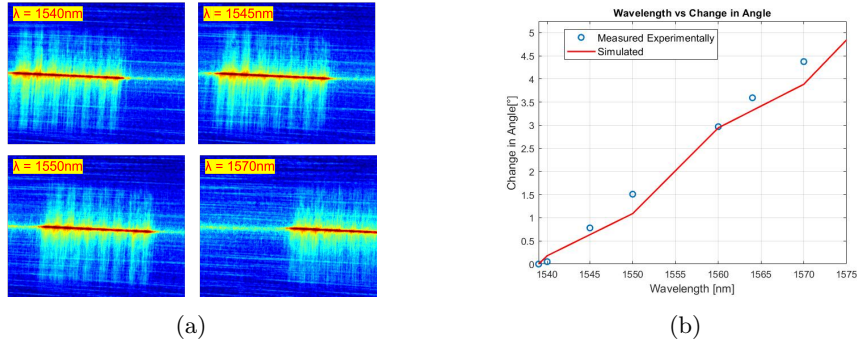 λ = 1540nm
λ = 1545nm
λ = 1550nm
λ = 1570nm
(a)
Wavelength vs Change in Angle
Measured Experimentally
Simulated
Change in Angle[°]
5
4.5
4
3.5
3
2.5
2
1.5
1
0.5
0
1540 1545 1550 1555 1560 1565 1570 1575
Wavelength [nm]
(b)